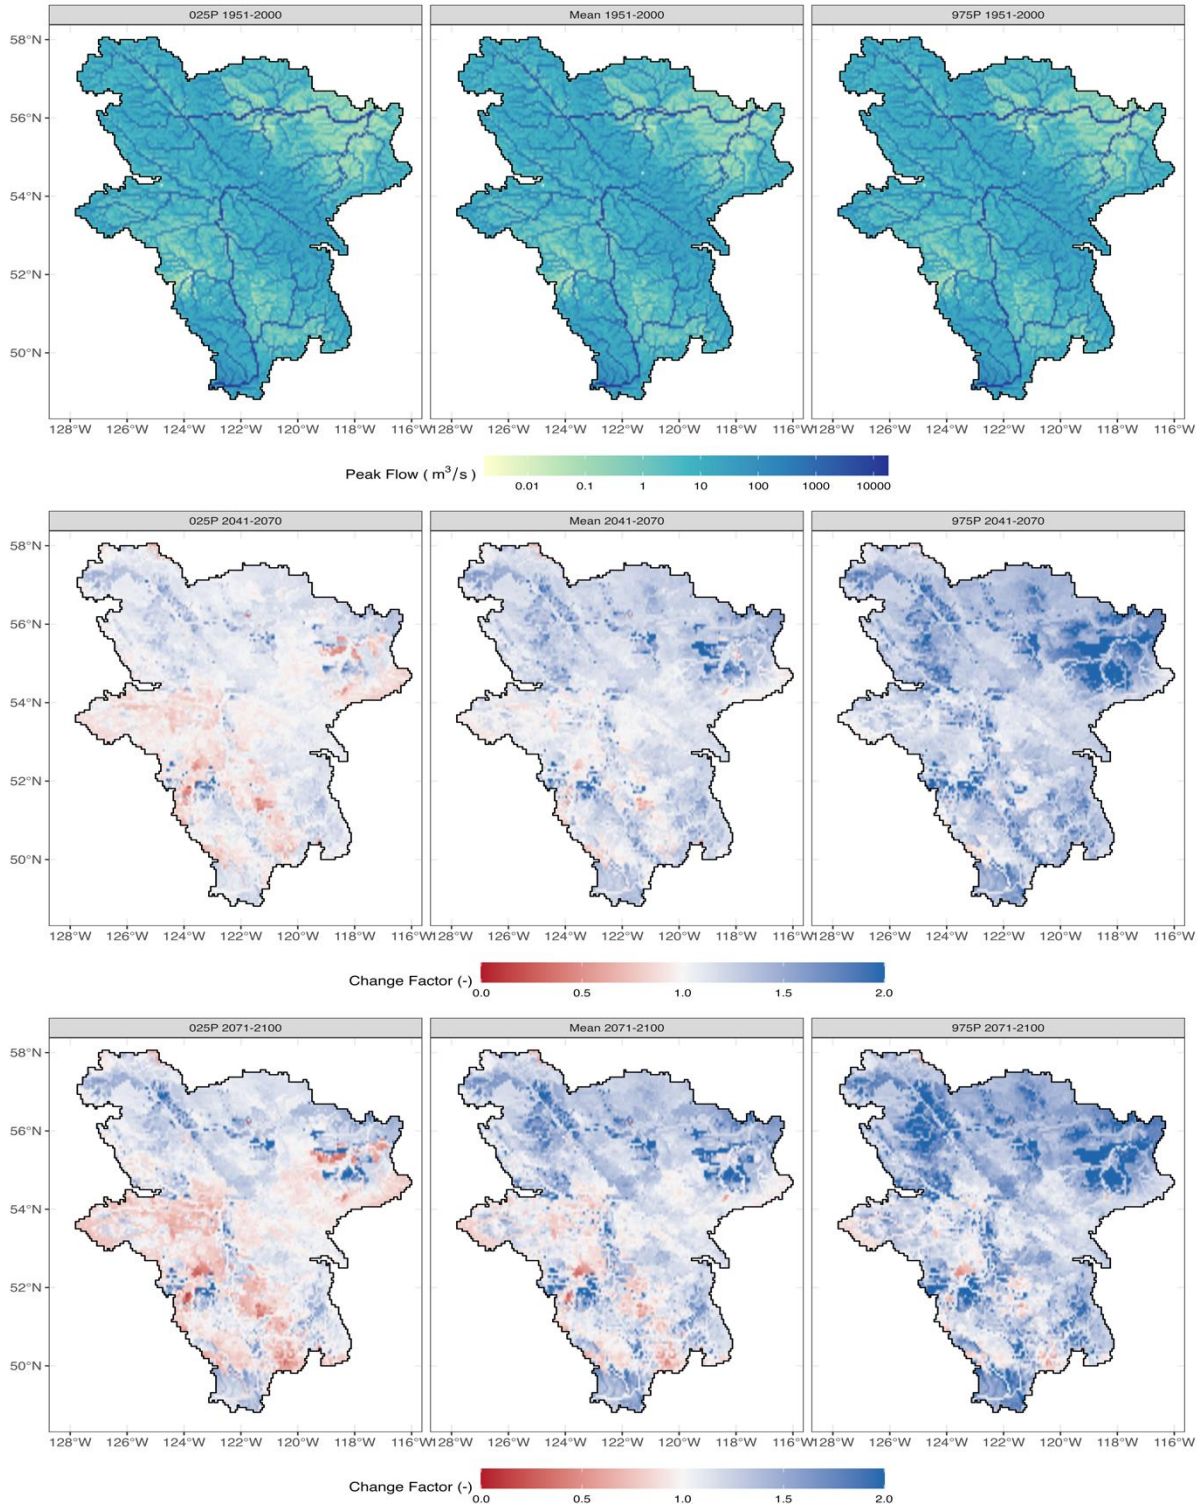 025P 1951-2000 Mean 1951-2000 975P 1951-2000
58°N
56°N
54°N
52°N
50°N
128°W 126°W 124°W 122°W 120°W 118°W 116°W 128°W 126°W 124°W 122°W 120°W 118°W 116°W 128°W 126°W 124°W 122°W 120°W 118°W 116°W
Peak Flow ( m³/s )
0.01 0.1 1 10 100 1000 10000
025P 2041-2070 Mean 2041-2070 975P 2041-2070
58°N
56°N
54°N
52°N
50°N
128°W 126°W 124°W 122°W 120°W 118°W 116°W 128°W 126°W 124°W 122°W 120°W 118°W 116°W 128°W 126°W 124°W 122°W 120°W 118°W 116°W
Change Factor (-)
0.0 0.5 1.0 1.5 2.0
025P 2071-2100 Mean 2071-2100 975P 2071-2100
58°N
56°N
54°N
52°N
50°N
128°W 126°W 124°W 122°W 120°W 118°W 116°W 128°W 126°W 124°W 122°W 120°W 118°W 116°W 128°W 126°W 124°W 122°W 120°W 118°W 116°W
Change Factor (-)
0.0 0.5 1.0 1.5 2.0